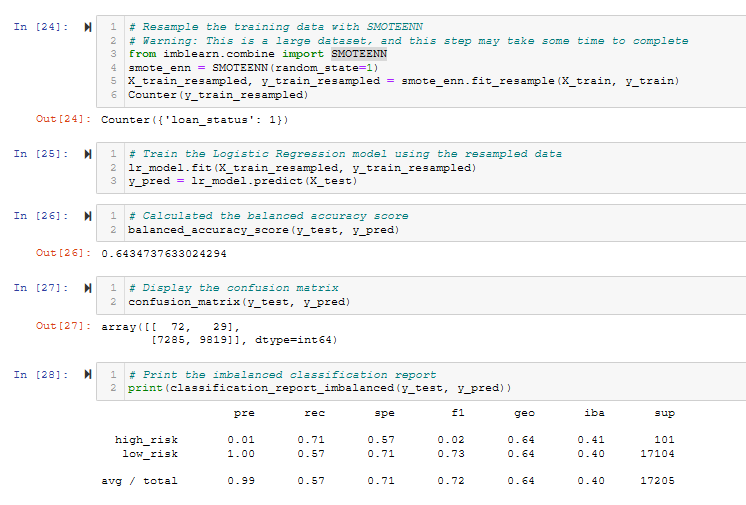 In [24]:
1 # Resample the training data with SMOTEENN
2 # Warning: This is a large dataset, and this step may take some time to complete
3 from imblearn.combine import SMOTEENN
4 smote_enn = SMOTEENN(random_state=1)
5 X_train_resampled, y_train_resampled = smote_enn.fit_resample(X_train, y_train)
6 Counter(y_train_resampled)
Out[24]: Counter({'loan_status': 1})
In [25]:
1 # Train the Logistic Regression model using the resampled data
2 lr_model.fit(X_train_resampled, y_train_resampled)
3 y_pred = lr_model.predict(X_test)
In [26]:
1 # Calculated the balanced accuracy score
2 balanced_accuracy_score(y_test, y_pred)
Out[26]: 0.6434737633024294
In [27]:
1 # Display the confusion matrix
2 confusion_matrix(y_test, y_pred)
Out[27]: array([[  72,   29],
       [7285, 9819]], dtype=int64)
In [28]:
1 # Print the imbalanced classification report
2 print(classification_report_imbalanced(y_test, y_pred))
pre rec spe f1 geo iba sup
high_risk 0.01 0.71 0.57 0.02 0.64 0.41 101
low_risk 1.00 0.57 0.71 0.73 0.64 0.40 17104
avg / total 0.99 0.57 0.71 0.72 0.64 0.40 17205